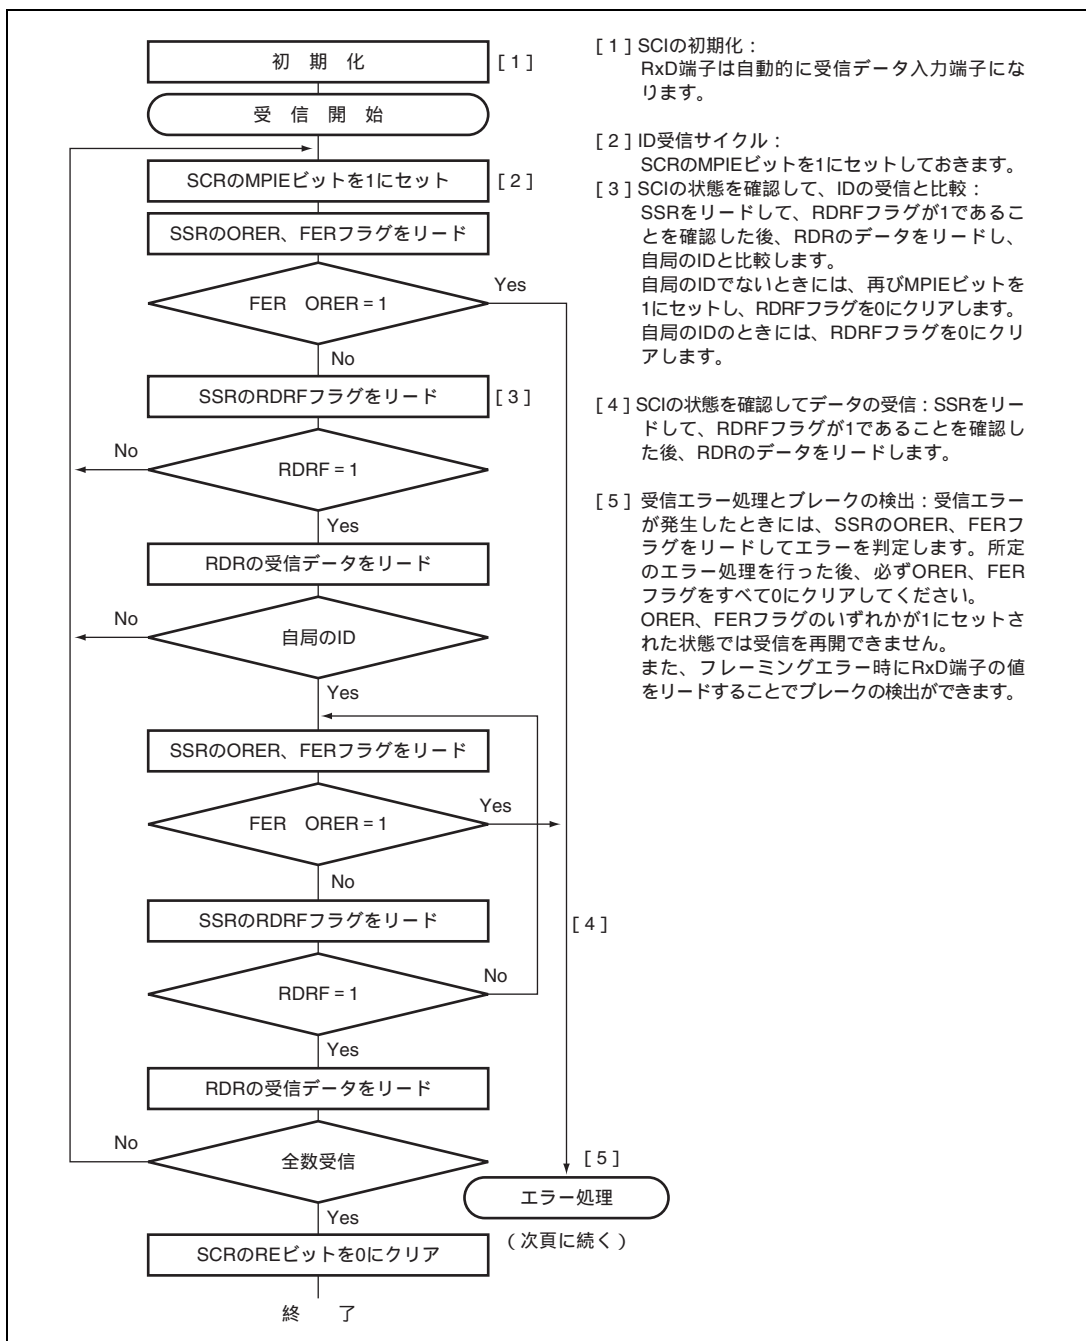 初 期 化
[ 1 ]
受 信 開 始
SCRのMPIEビットを1にセット
[ 2 ]
SSRのORER、FERフラグをリード
FER ORER = 1
Yes
No
SSRのRDRFフラグをリード
[ 3 ]
RDRF = 1
No
Yes
RDRの受信データをリード
自局のID
No
Yes
SSRのORER、FERフラグをリード
FER ORER = 1
Yes
No
SSRのRDRFフラグをリード
[ 4 ]
RDRF = 1
No
Yes
RDRの受信データをリード
全数受信
No
Yes
[ 5 ]
エラー処理
( 次頁に続く )
SCRのREビットを0にクリア
終 了
[ 1 ] SCIの初期化：
RxD端子は自動的に受信データ入力端子にな
ります。
[ 2 ] ID受信サイクル：
SCRのMPIEビットを1にセットしておきます。
[ 3 ] SCIの状態を確認して、IDの受信と比較：
SSRをリードして、RDRFフラグが1であるこ
とを確認した後、RDRのデータをリードし、
自局のIDと比較します。
自局のIDでないときには、再びMPIEビットを
1にセットし、RDRFフラグを0にクリアします。
自局のIDのときには、RDRFフラグを0にクリ
アします。
[ 4 ] SCIの状態を確認してデータの受信：SSRをリー
ドして、RDRFフラグが1であることを確認し
た後、RDRのデータをリードします。
[ 5 ] 受信エラー処理とブレークの検出：受信エラー
が発生したときには、SSRのORER、FERフ
ラグをリードしてエラーを判定します。所定
のエラー処理を行った後、必ずORER、FER
フラグをすべて0にクリアしてください。
ORER、FERフラグのいずれかが1にセットさ
れた状態では受信を再開できません。
また、フレーミングエラー時にRxD端子の値
をリードすることでブレークの検出ができます。